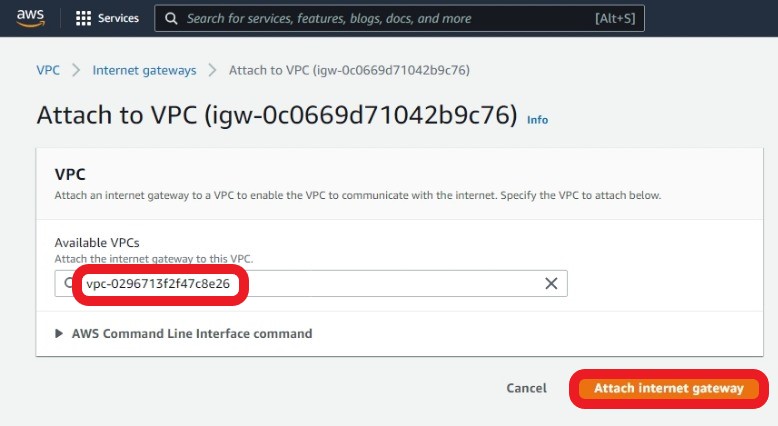 aws Services Search for services, features, blogs, docs, and more [Alt+S]
VPC > Internet gateways > Attach to VPC (igw-0c0669d71042b9c76)
Attach to VPC (igw-0c0669d71042b9c76) Info
VPC
Attach an internet gateway to a VPC to enable the VPC to communicate with the internet. Specify the VPC to attach below.
Available VPCs
Attach the internet gateway to this VPC.
vpc-0296713f2f47c8e26
AWS Command Line Interface command
Cancel Attach internet gateway